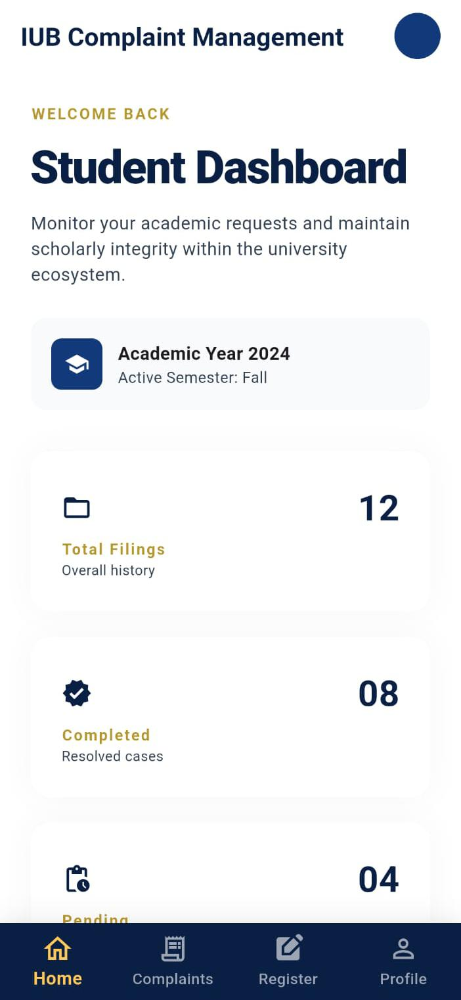 IUB Complaint Management
WELCOME BACK
Student Dashboard
Monitor your academic requests and maintain
scholarly integrity within the university
ecosystem.
Academic Year 2024
Active Semester: Fall
12
Total Filings
Overall history
08
Completed
Resolved cases
04
Pending
Home
Complaints
Register
Profile